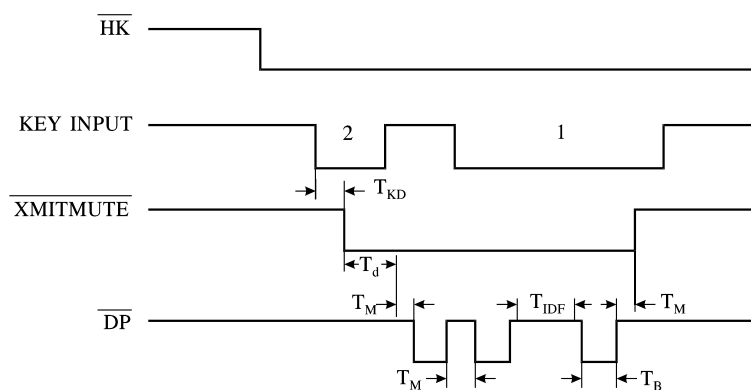 HK
KEY INPUT
2
1
T_KD
XMITMUTE
T_d
T_M
T_IDF
T_M
DP
T_M
T_B